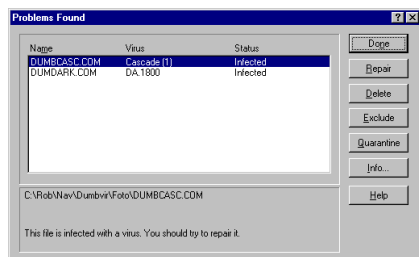 Problems Found
Name Virus Status
DUMBCASC.COM Cascade (1) Infected
DUMDARK.COM DA.1800 Infected
Done
Repair
Delete
Exclude
Quarantine
Info...
Help
C:\Rob\Nav\Dumbvir\Foto\DUMBCASC.COM
This file is infected with a virus. You should try to repair it.